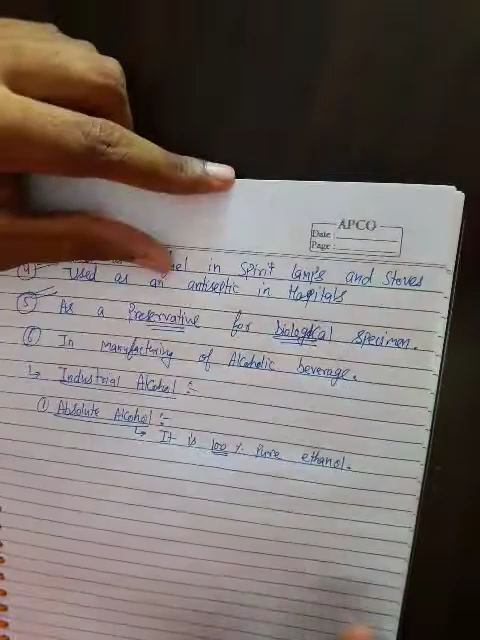 APCO
Date :
Page :
in spirit lamps and stoves
④ Used as an antiseptic in Hospitals
⑤ As a Preservative for biological specimen.
⑥ In manufacturing of Alcoholic beverage.
↳ Industrial Alcohol :-
① Absolute Alcohol :-
↳ It is 100 % Pure ethanol.